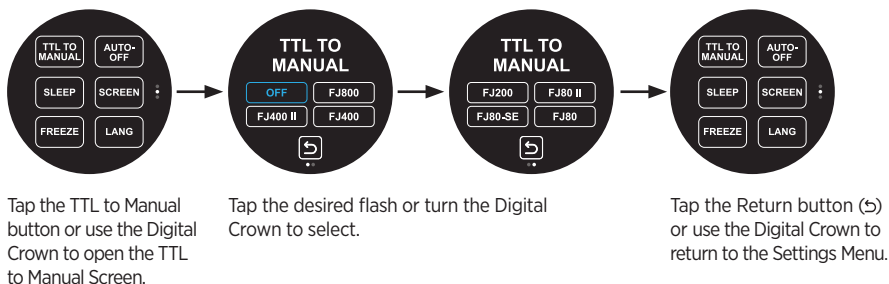 TTL TO
MANUAL
AUTO-
OFF
SLEEP
SCREEN
FREEZE
LANG
TTL TO
MANUAL
OFF
FJ800
FJ400 II
FJ400
TTL TO
MANUAL
FJ200
FJ80 II
FJ80-SE
FJ80
TTL TO
MANUAL
AUTO-
OFF
SLEEP
SCREEN
FREEZE
LANG
Tap the TTL to Manual
button or use the Digital
Crown to open the TTL
to Manual Screen.
Tap the desired flash or turn the Digital
Crown to select.
Tap the Return button (⮌)
or use the Digital Crown to
return to the Settings Menu.